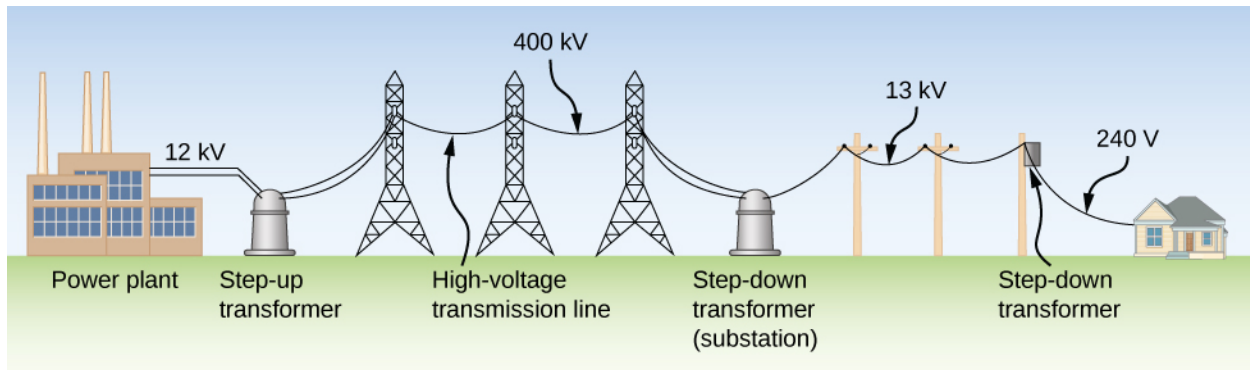 400 kV
13 kV
12 kV
240 V
Power plant
Step-up
transformer
High-voltage
transmission line
Step-down
transformer
(substation)
Step-down
transformer